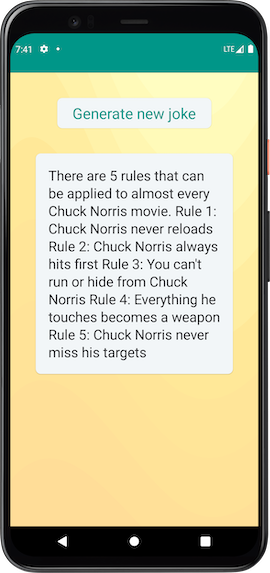 7:41
LTE
Generate new joke
There are 5 rules that can
be applied to almost every
Chuck Norris movie. Rule 1:
Chuck Norris never reloads
Rule 2: Chuck Norris always
hits first Rule 3: You can't
run or hide from Chuck
Norris Rule 4: Everything he
touches becomes a weapon
Rule 5: Chuck Norris never
miss his targets